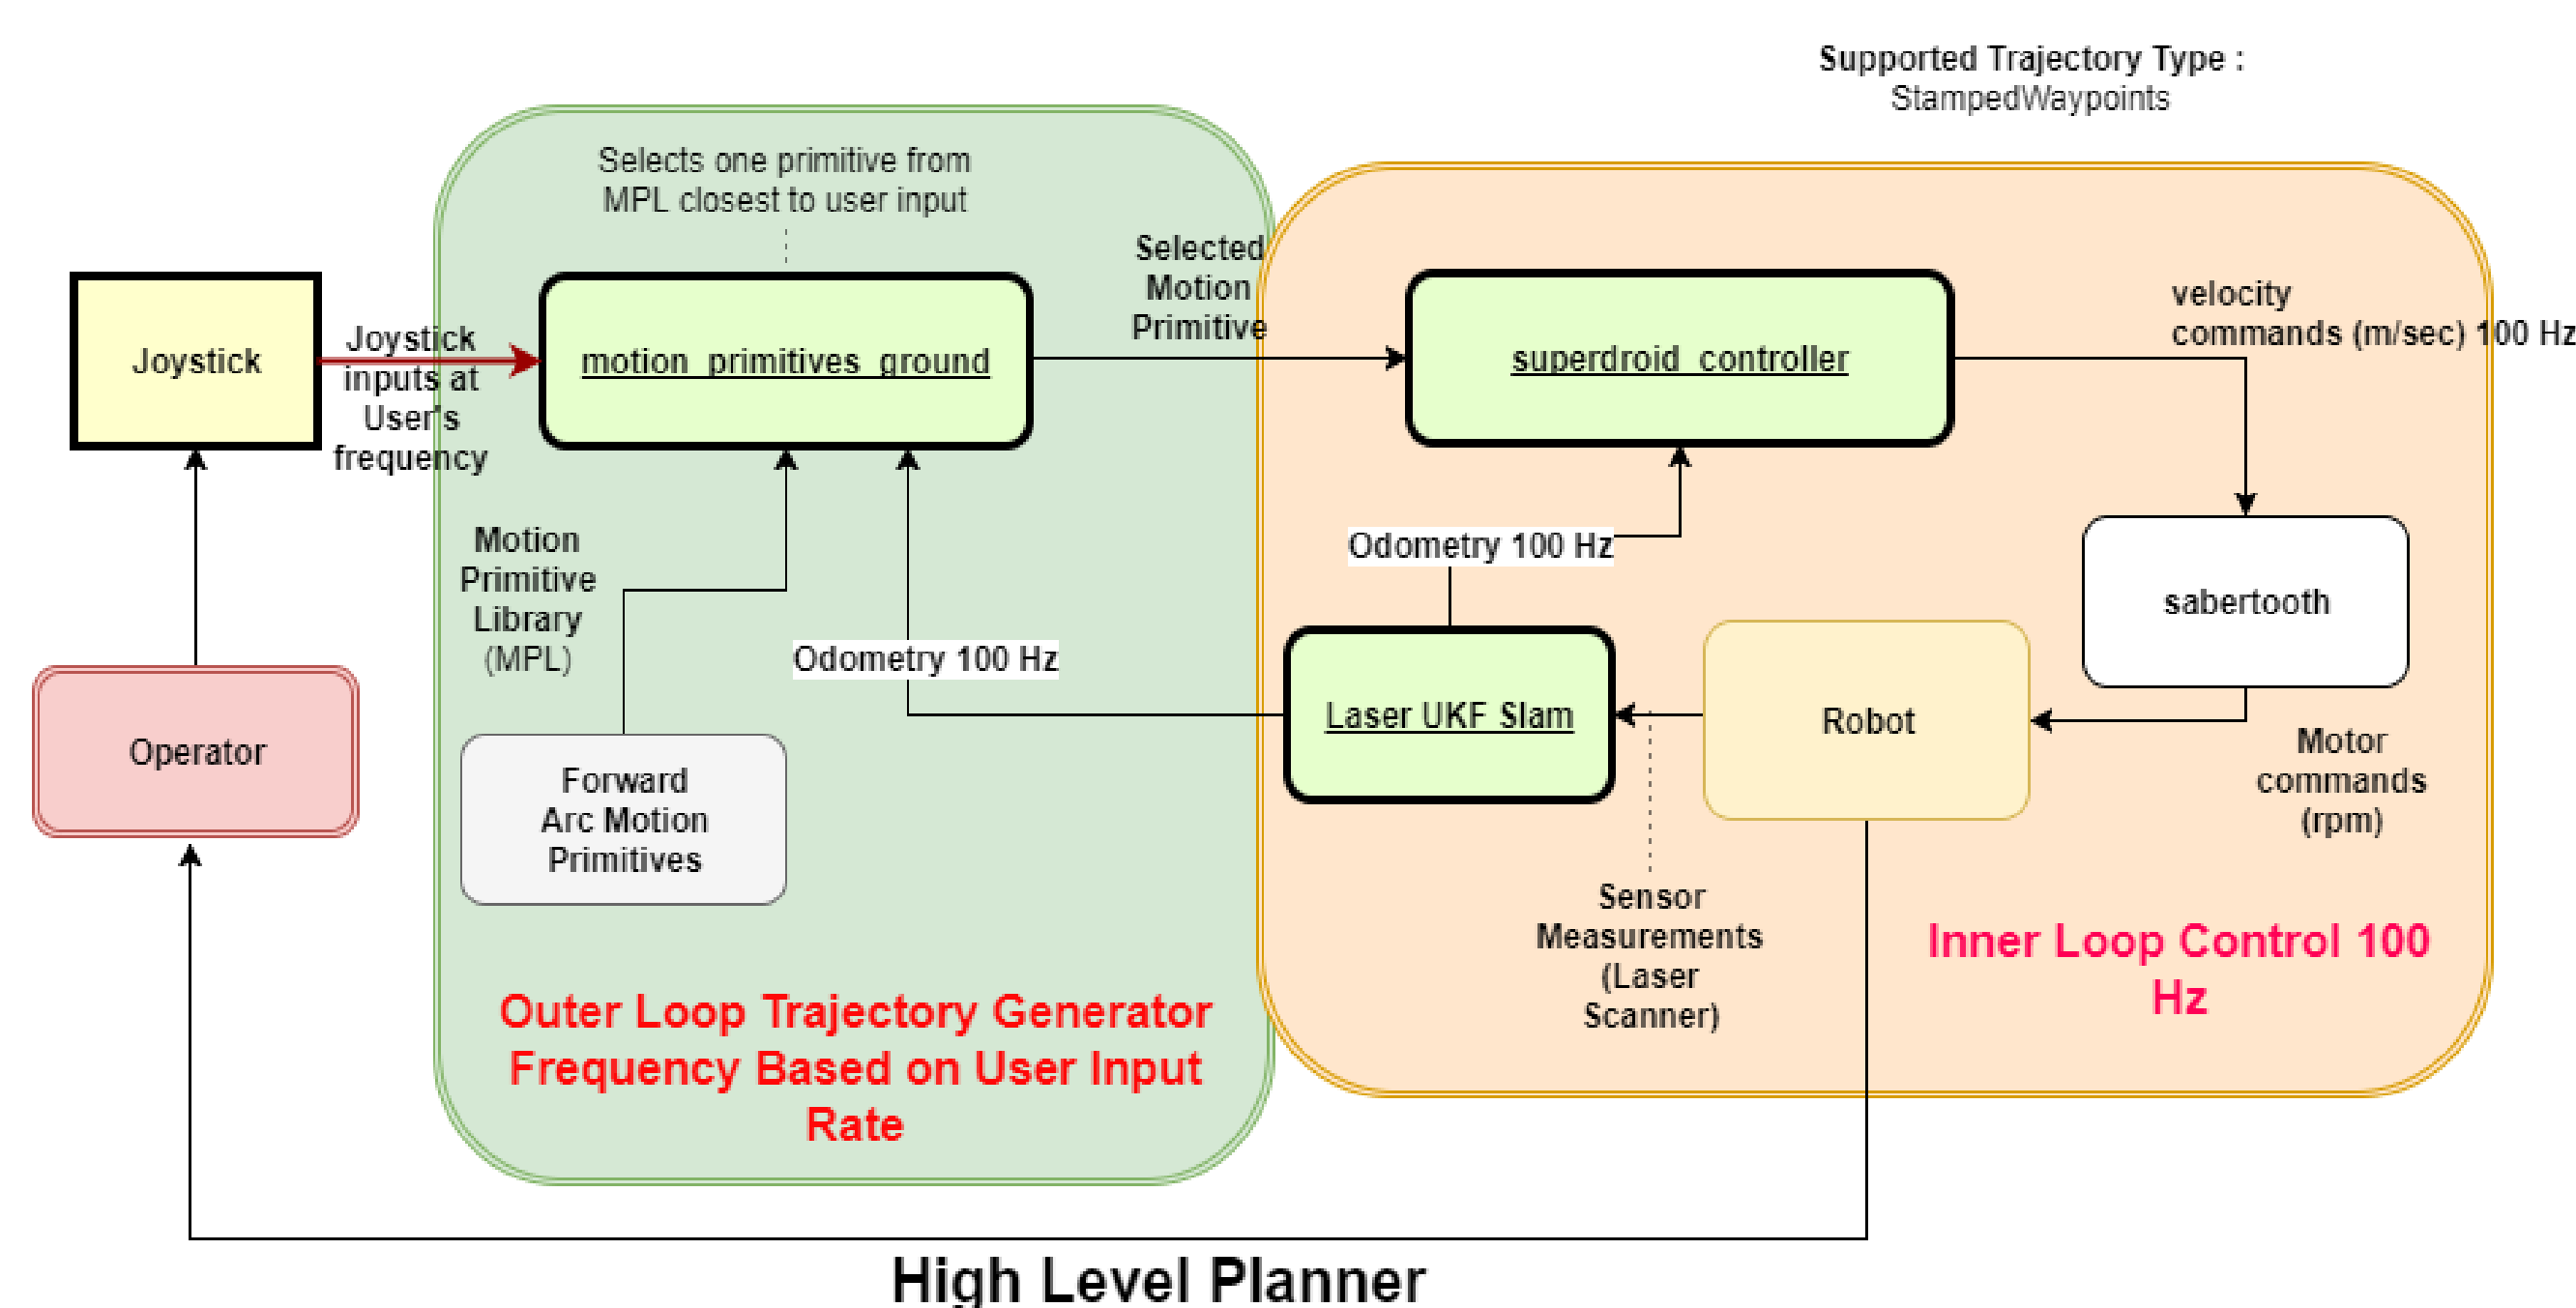 Supported Trajectory Type :
StampedWaypoints
Selects one primitive from
MPL closest to user input
Joystick
Joystick
inputs at
User's
frequency
motion_primitives_ground
Selected
Motion
Primitive
superdroid_controller
velocity
commands (m/sec) 100 Hz
Motion
Primitive
Library
(MPL)
Odometry 100 Hz
Odometry 100 Hz
sabertooth
Operator
Forward
Arc Motion
Primitives
Laser UKF Slam
Robot
Motor
commands
(rpm)
Sensor
Measurements
(Laser
Scanner)
Outer Loop Trajectory Generator
Frequency Based on User Input
Rate
Inner Loop Control 100
Hz
High Level Planner